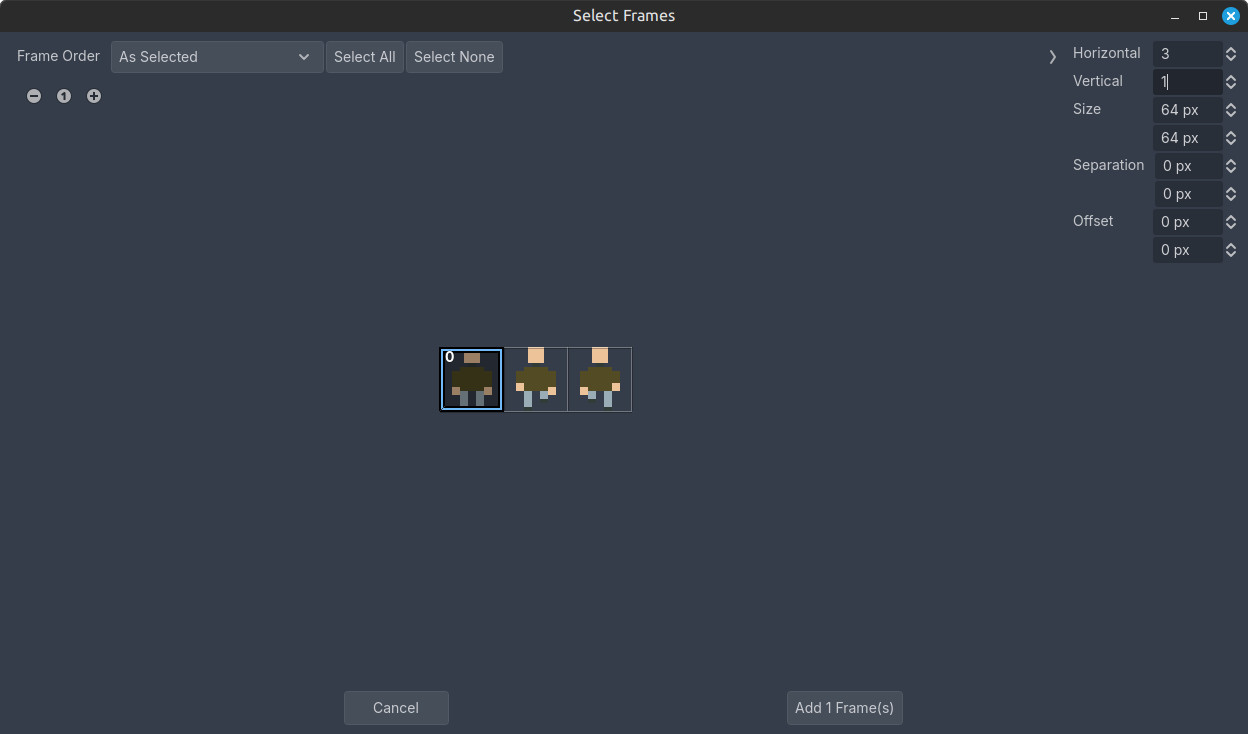 Select Frames
Frame Order As Selected Select All Select None
1
Horizontal 3
Vertical 1
Size 64 px
64 px
Separation 0 px
0 px
Offset 0 px
0 px
0
Cancel Add 1 Frame(s)